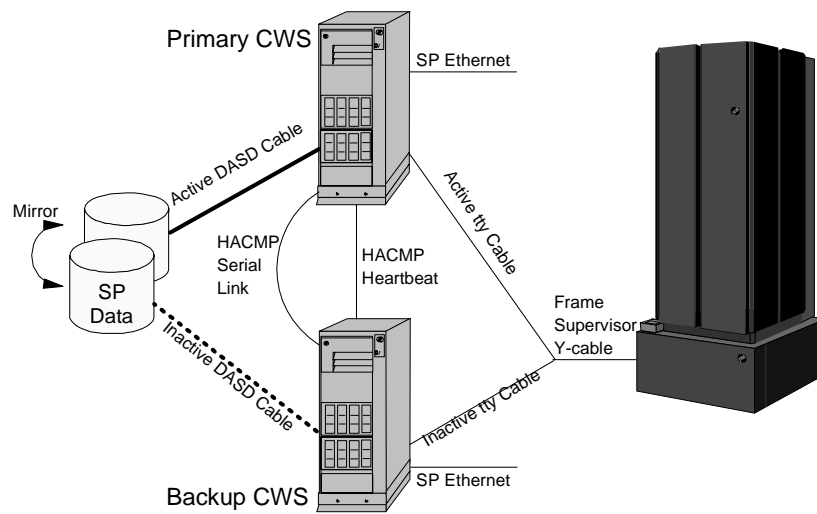 Primary CWS
SP Ethernet
Active DASD Cable
Mirror
SP
Data
HACMP
Serial
Link
HACMP
Heartbeat
Active tty Cable
Frame
Supervisor
Y-cable
Inactive DASD Cable
Inactive tty Cable
SP Ethernet
Backup CWS